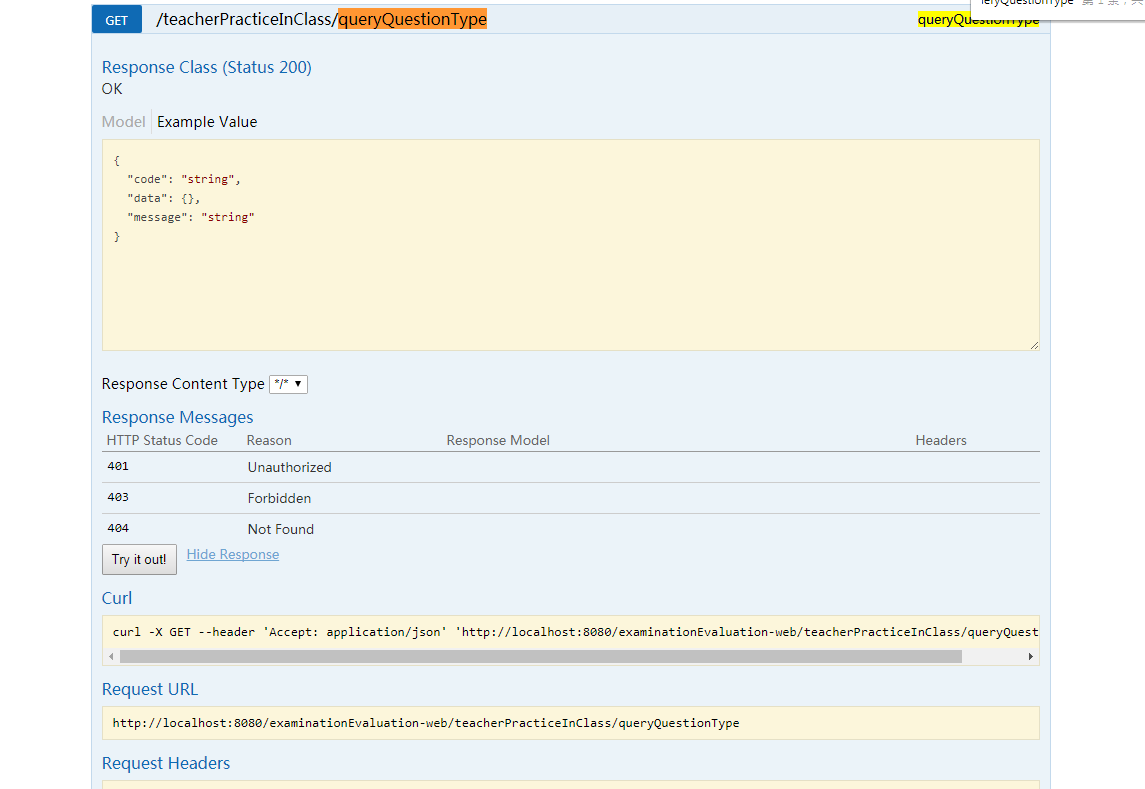 GET /teacherPracticeInClass/queryQuestionType queryQuestionType
Response Class (Status 200)
OK
Model Example Value
{
"code": "string",
"data": {},
"message": "string"
}
Response Content Type */*
Response Messages
HTTP Status Code Reason Response Model Headers
401 Unauthorized
403 Forbidden
404 Not Found
Try it out! Hide Response
Curl
curl -X GET --header 'Accept: application/json' 'http://localhost:8080/examinationEvaluation-web/teacherPracticeInClass/queryQuest
Request URL
http://localhost:8080/examinationEvaluation-web/teacherPracticeInClass/queryQuestionType
Request Headers